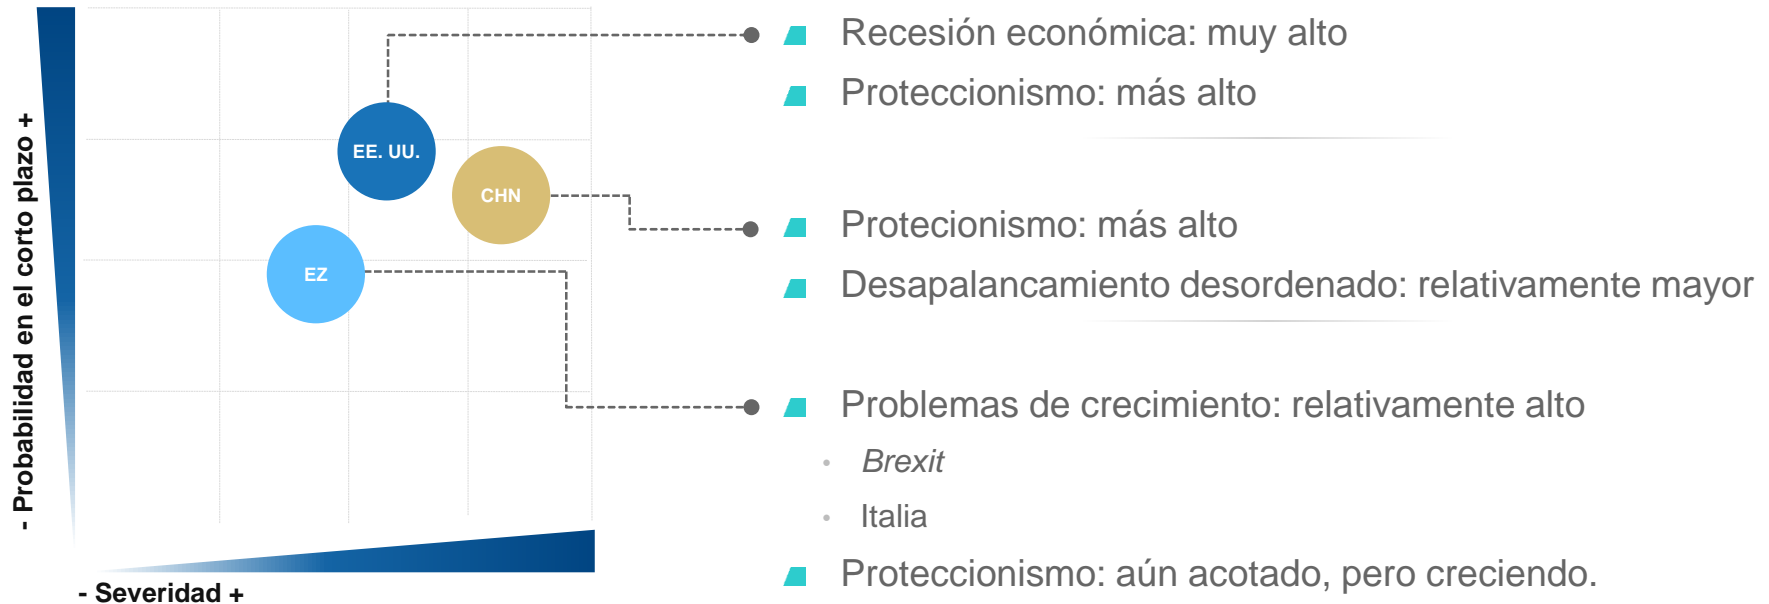 - Probabilidad en el corto plazo +
EE. UU.
CHN
EZ
- Severidad +
Recesión económica: muy alto
Proteccionismo: más alto
Protecionismo: más alto
Desapalancamiento desordenado: relativamente mayor
Problemas de crecimiento: relativamente alto
Brexit
Italia
Proteccionismo: aún acotado, pero creciendo.